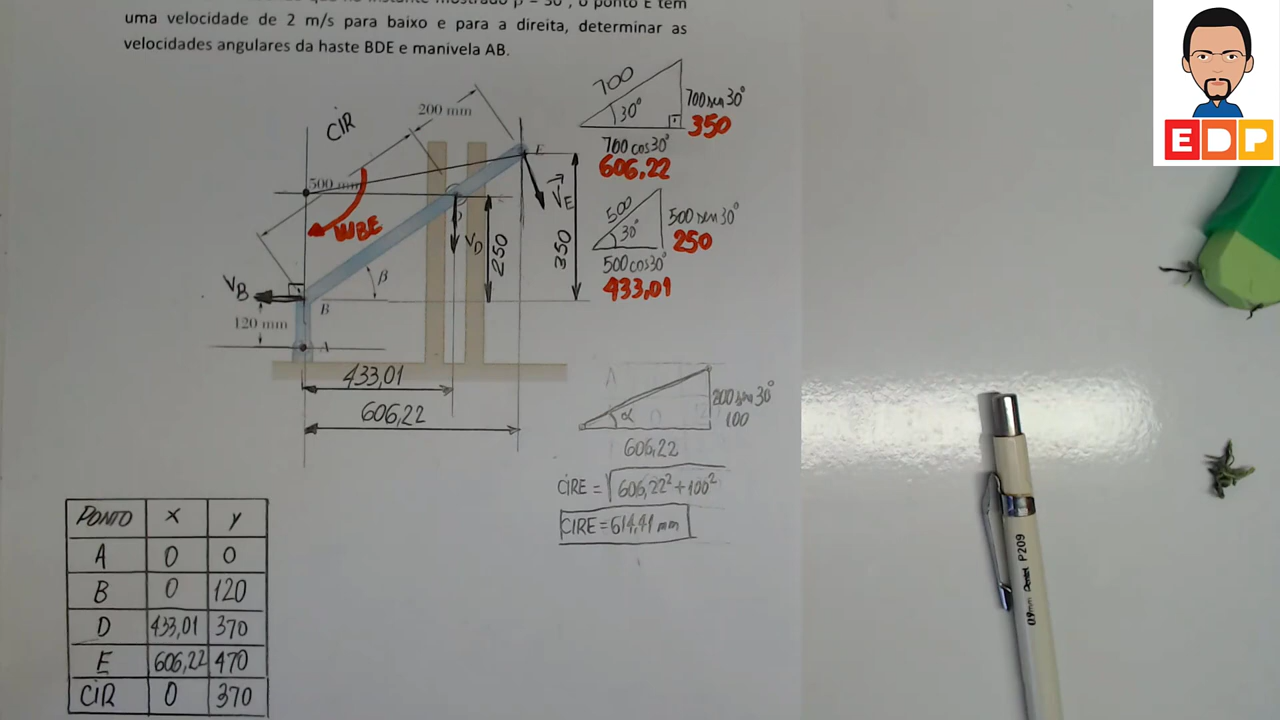 uma velocidade de 2 m/s para baixo e para a direita, determinar as
velocidades angulares da haste BDE e manivela AB.
EDP
CIR
200 mm
500 mm
E
V_E
WBE
V_D
250
350
β
V_B
B
120 mm
A
433,01
606,22
700
30°
700 sen 30°
350
700 cos 30°
606,22
500
30°
500 sen 30°
250
500 cos 30°
433,01
α
200 sen 30°
100
606,22
CIRE = √606,22² + 100²
CIRE = 614,41 mm
PONTO X Y
A 0 0
B 0 120
D 433,01 370
E 606,22 470
CIR 0 370
0.9mm Pentel P209